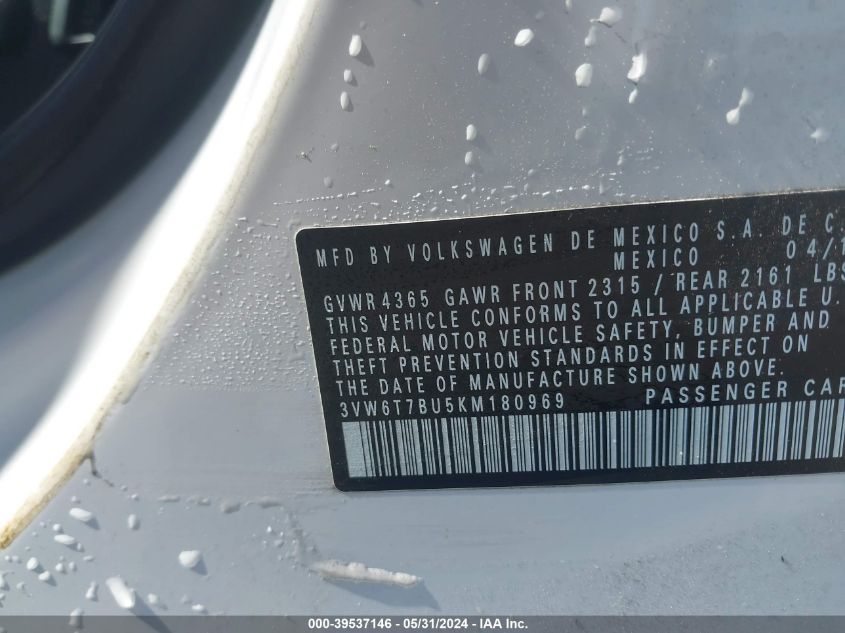 MFD BY VOLKSWAGEN DE MEXICO S.A. DE C.
MEXICO 04/1
GVWR 4365 GAWR FRONT 2315 / REAR 2161 LBS
THIS VEHICLE CONFORMS TO ALL APPLICABLE U.
FEDERAL MOTOR VEHICLE SAFETY, BUMPER AND
THEFT PREVENTION STANDARDS IN EFFECT ON
THE DATE OF MANUFACTURE SHOWN ABOVE.
3VW6T7BU5KM180969 PASSENGER CAR
000-39537146 - 05/31/2024 - IAA Inc.